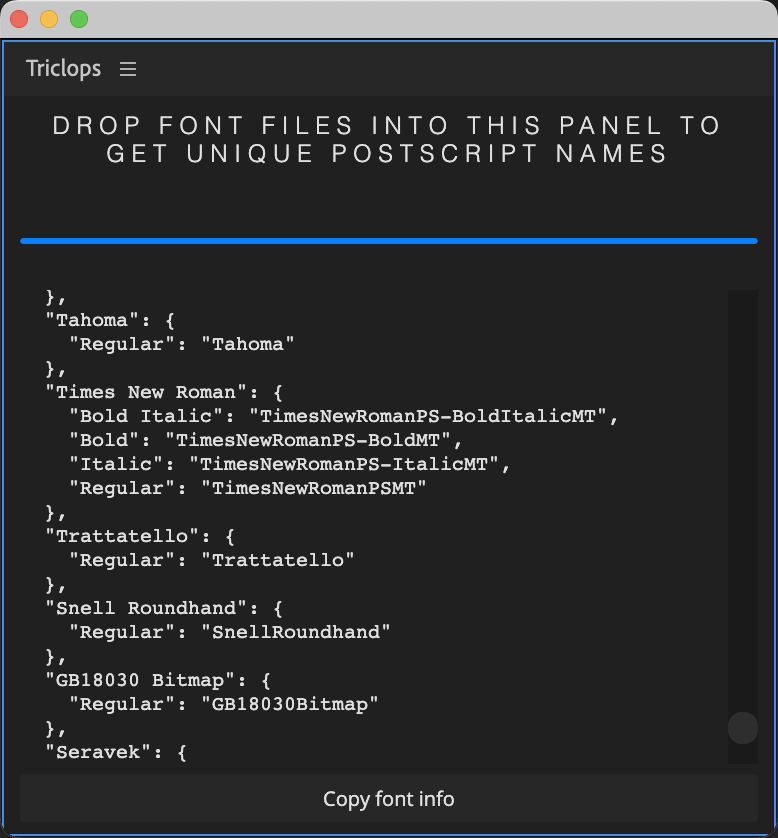 Triclops
DROP FONT FILES INTO THIS PANEL TO
GET UNIQUE POSTSCRIPT NAMES
},
"Tahoma": {
"Regular": "Tahoma"
},
"Times New Roman": {
"Bold Italic": "TimesNewRomanPS-BoldItalicMT",
"Bold": "TimesNewRomanPS-BoldMT",
"Italic": "TimesNewRomanPS-ItalicMT",
"Regular": "TimesNewRomanPSMT"
},
"Trattatello": {
"Regular": "Trattatello"
},
"Snell Roundhand": {
"Regular": "SnellRoundhand"
},
"GB18030 Bitmap": {
"Regular": "GB18030Bitmap"
},
"Seravek": {
Copy font info